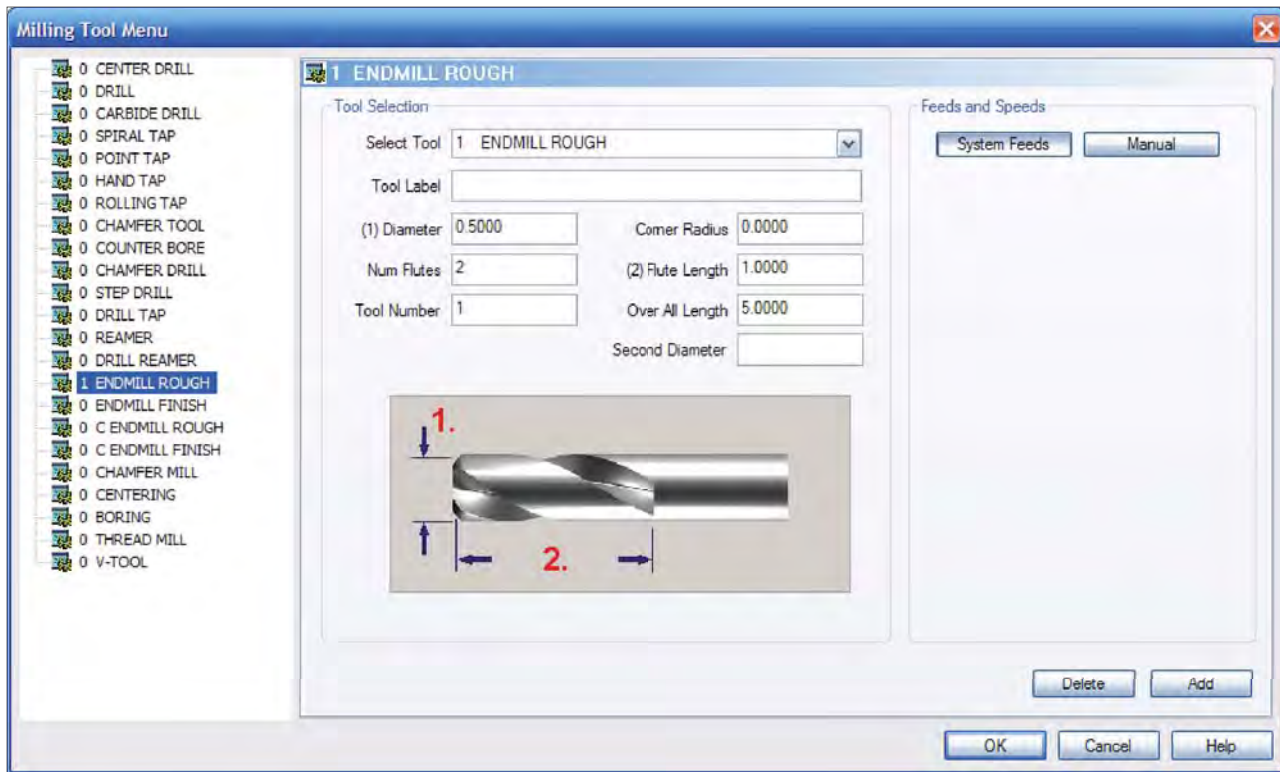 Milling Tool Menu
0 CENTER DRILL
0 DRILL
0 CARBIDE DRILL
0 SPIRAL TAP
0 POINT TAP
0 HAND TAP
0 ROLLING TAP
0 CHAMFER TOOL
0 COUNTER BORE
0 CHAMFER DRILL
0 STEP DRILL
0 DRILL TAP
0 REAMER
0 DRILL REAMER
1 ENDMILL ROUGH
0 ENDMILL FINISH
0 C ENDMILL ROUGH
0 C ENDMILL FINISH
0 CHAMFER MILL
0 CENTERING
0 BORING
0 THREAD MILL
0 V-TOOL
1 ENDMILL ROUGH
Tool Selection
Select Tool 1 ENDMILL ROUGH
Tool Label
(1) Diameter 0.5000 Corner Radius 0.0000
Num Flutes 2 (2) Flute Length 1.0000
Tool Number 1 Over All Length 5.0000
Second Diameter
1.
2.
Feeds and Speeds
System Feeds Manual
Delete Add
OK Cancel Help